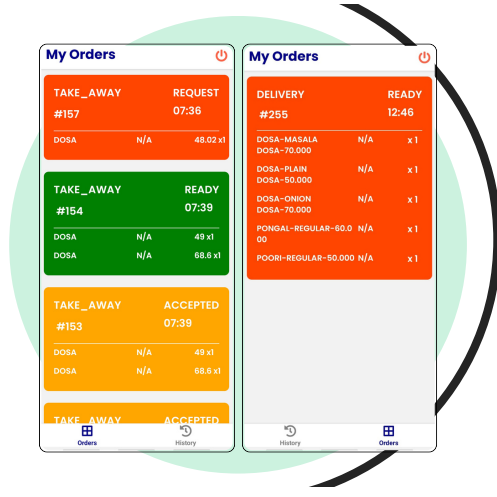 My Orders
TAKE_AWAY REQUEST
#157 07:36
DOSA N/A 48.02 x1
TAKE_AWAY READY
#154 07:39
DOSA N/A 49 x1
DOSA N/A 68.6 x1
TAKE_AWAY ACCEPTED
#153 07:39
DOSA N/A 49 x1
DOSA N/A 68.6 x1
TAKE_AWAY ACCEPTED
Orders History
My Orders
DELIVERY READY
#255 12:46
DOSA-MASALA N/A x 1
DOSA-70.000
DOSA-PLAIN N/A x 1
DOSA-50.000
DOSA-ONION N/A x 1
DOSA-70.000
PONGAL-REGULAR-60.0 N/A x 1
00
POORI-REGULAR-50.000 N/A x 1
History Orders